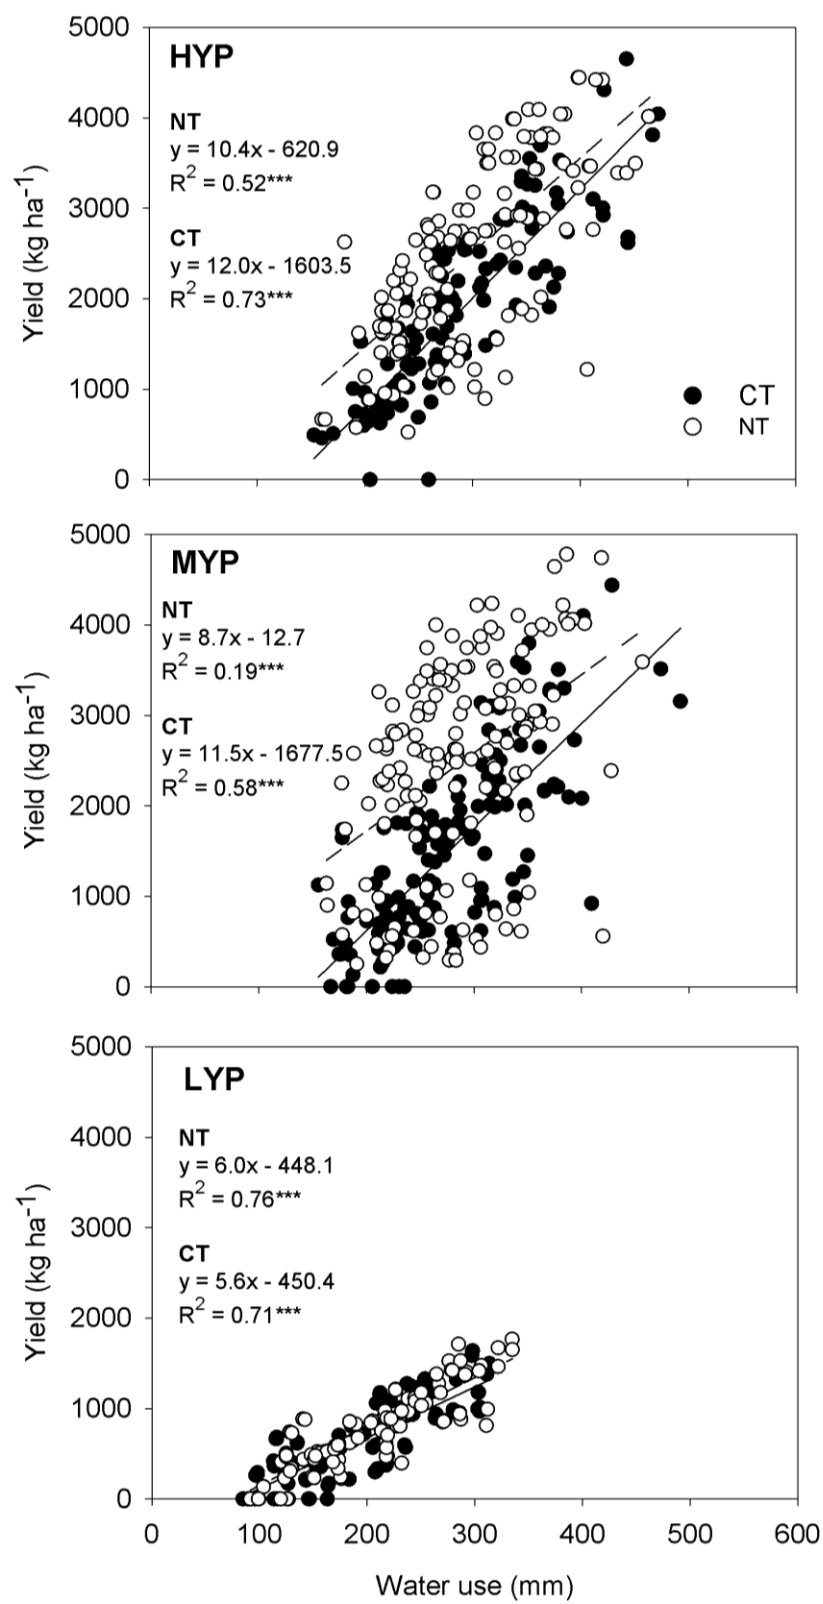 5000
HYP
NT
y = 10.4x - 620.9
R² = 0.52***
CT
y = 12.0x - 1603.5
R² = 0.73***
4000
3000
2000
1000
0
Yield (kg ha⁻¹)
CT
NT
5000
MYP
NT
y = 8.7x - 12.7
R² = 0.19***
CT
y = 11.5x - 1677.5
R² = 0.58***
4000
3000
2000
1000
0
Yield (kg ha⁻¹)
5000
LYP
NT
y = 6.0x - 448.1
R² = 0.76***
CT
y = 5.6x - 450.4
R² = 0.71***
4000
3000
2000
1000
0
Yield (kg ha⁻¹)
0 100 200 300 400 500 600
Water use (mm)